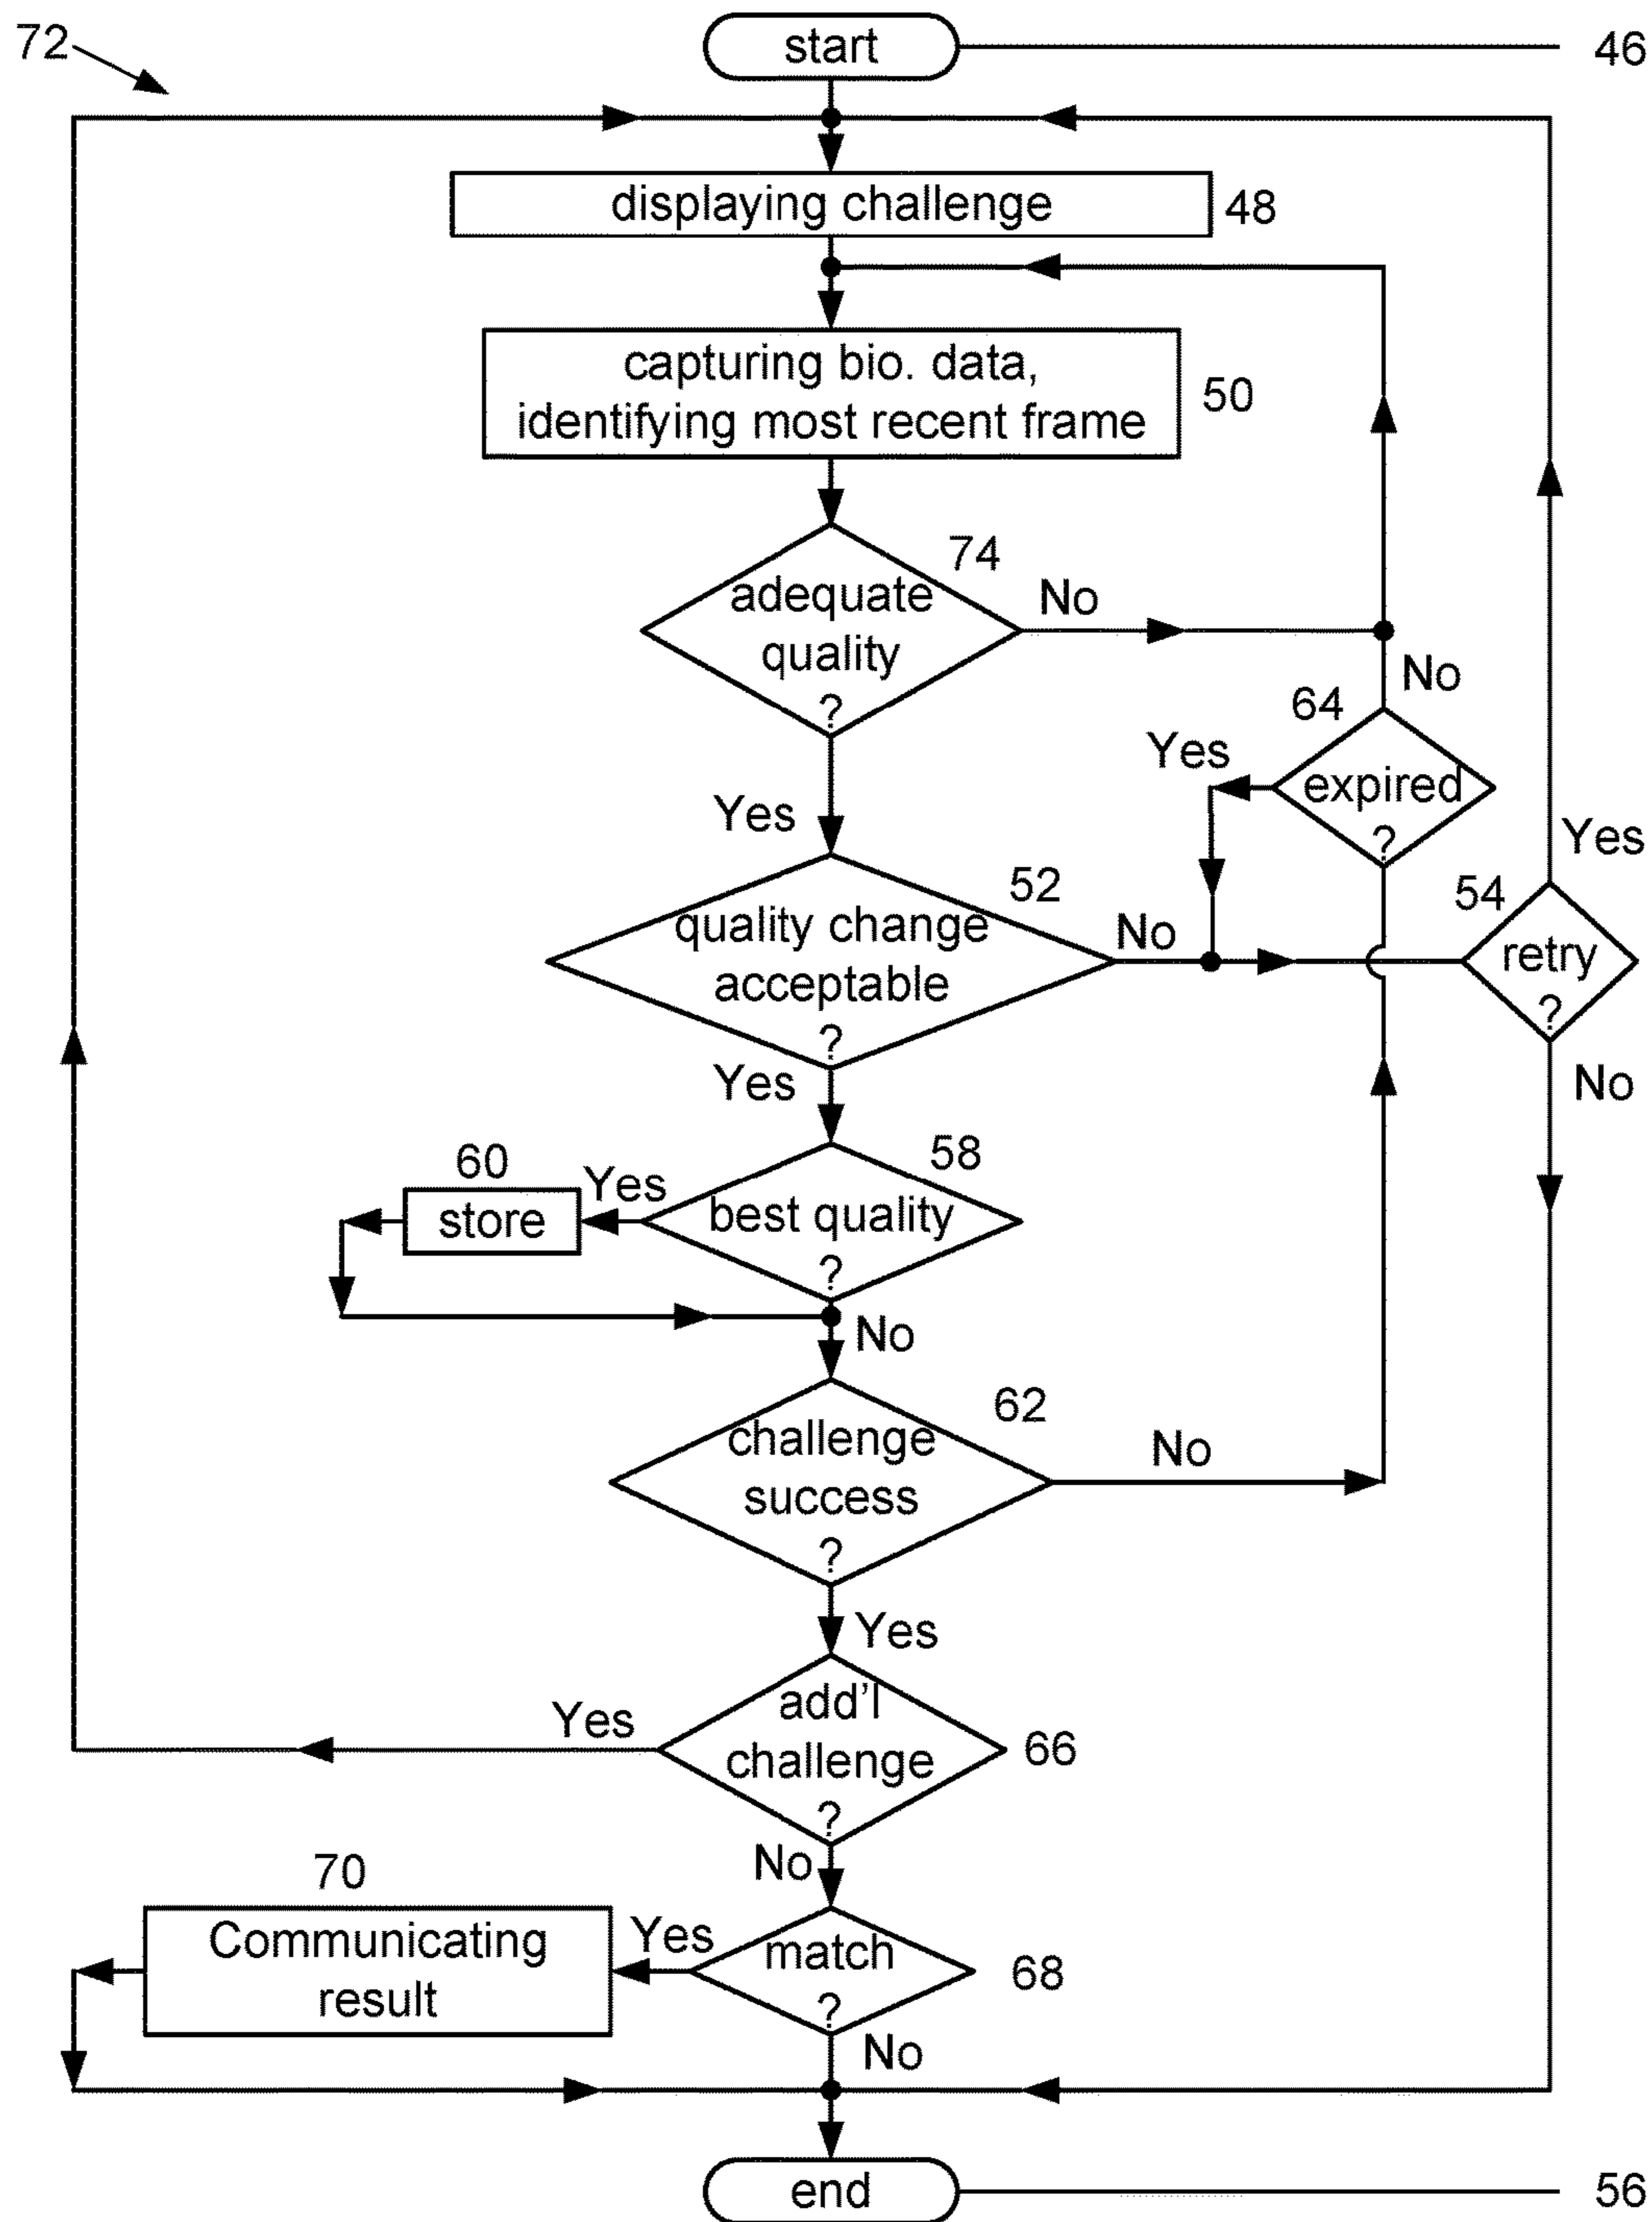 72
start
46
displaying challenge
48
capturing bio. data,
identifying most recent frame
50
74
adequate
quality
?
No
No
64
Yes
expired
?
Yes
Yes
52
quality change
acceptable
?
No
54
retry
?
Yes
No
60
Yes
58
store
best quality
?
No
62
challenge
success
?
No
Yes
add'l
challenge
?
Yes
66
No
70
Communicating
result
Yes
match
?
68
No
end
56